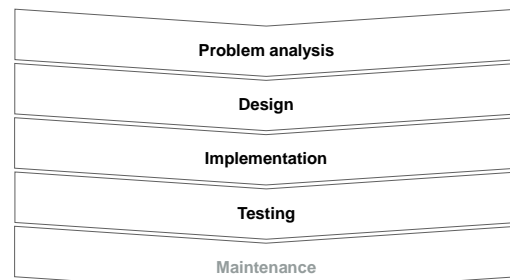 Problem analysis
Design
Implementation
Testing
Maintenance